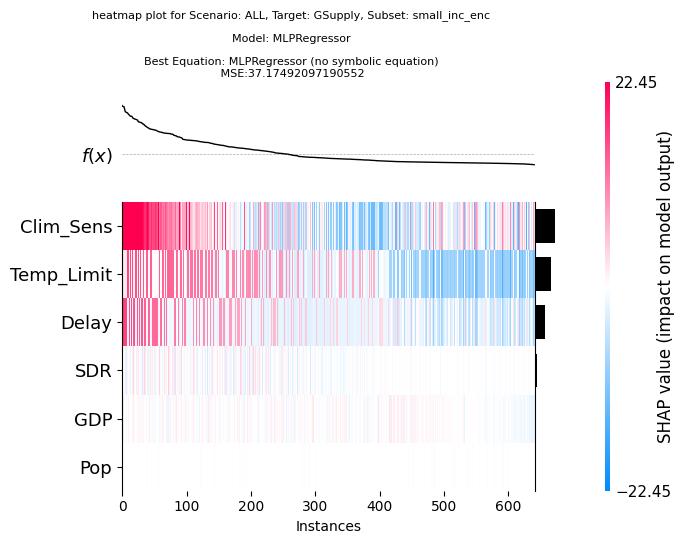 heatmap plot for Scenario: ALL, Target: GSupply, Subset: small_inc_enc
Model: MLPRegressor
Best Equation: MLPRegressor (no symbolic equation)
MSE:37.17492097190552
f(x)
Clim_Sens
Temp_Limit
Delay
SDR
GDP
Pop
0 100 200 300 400 500 600
Instances
22.45
−22.45
SHAP value (impact on model output)